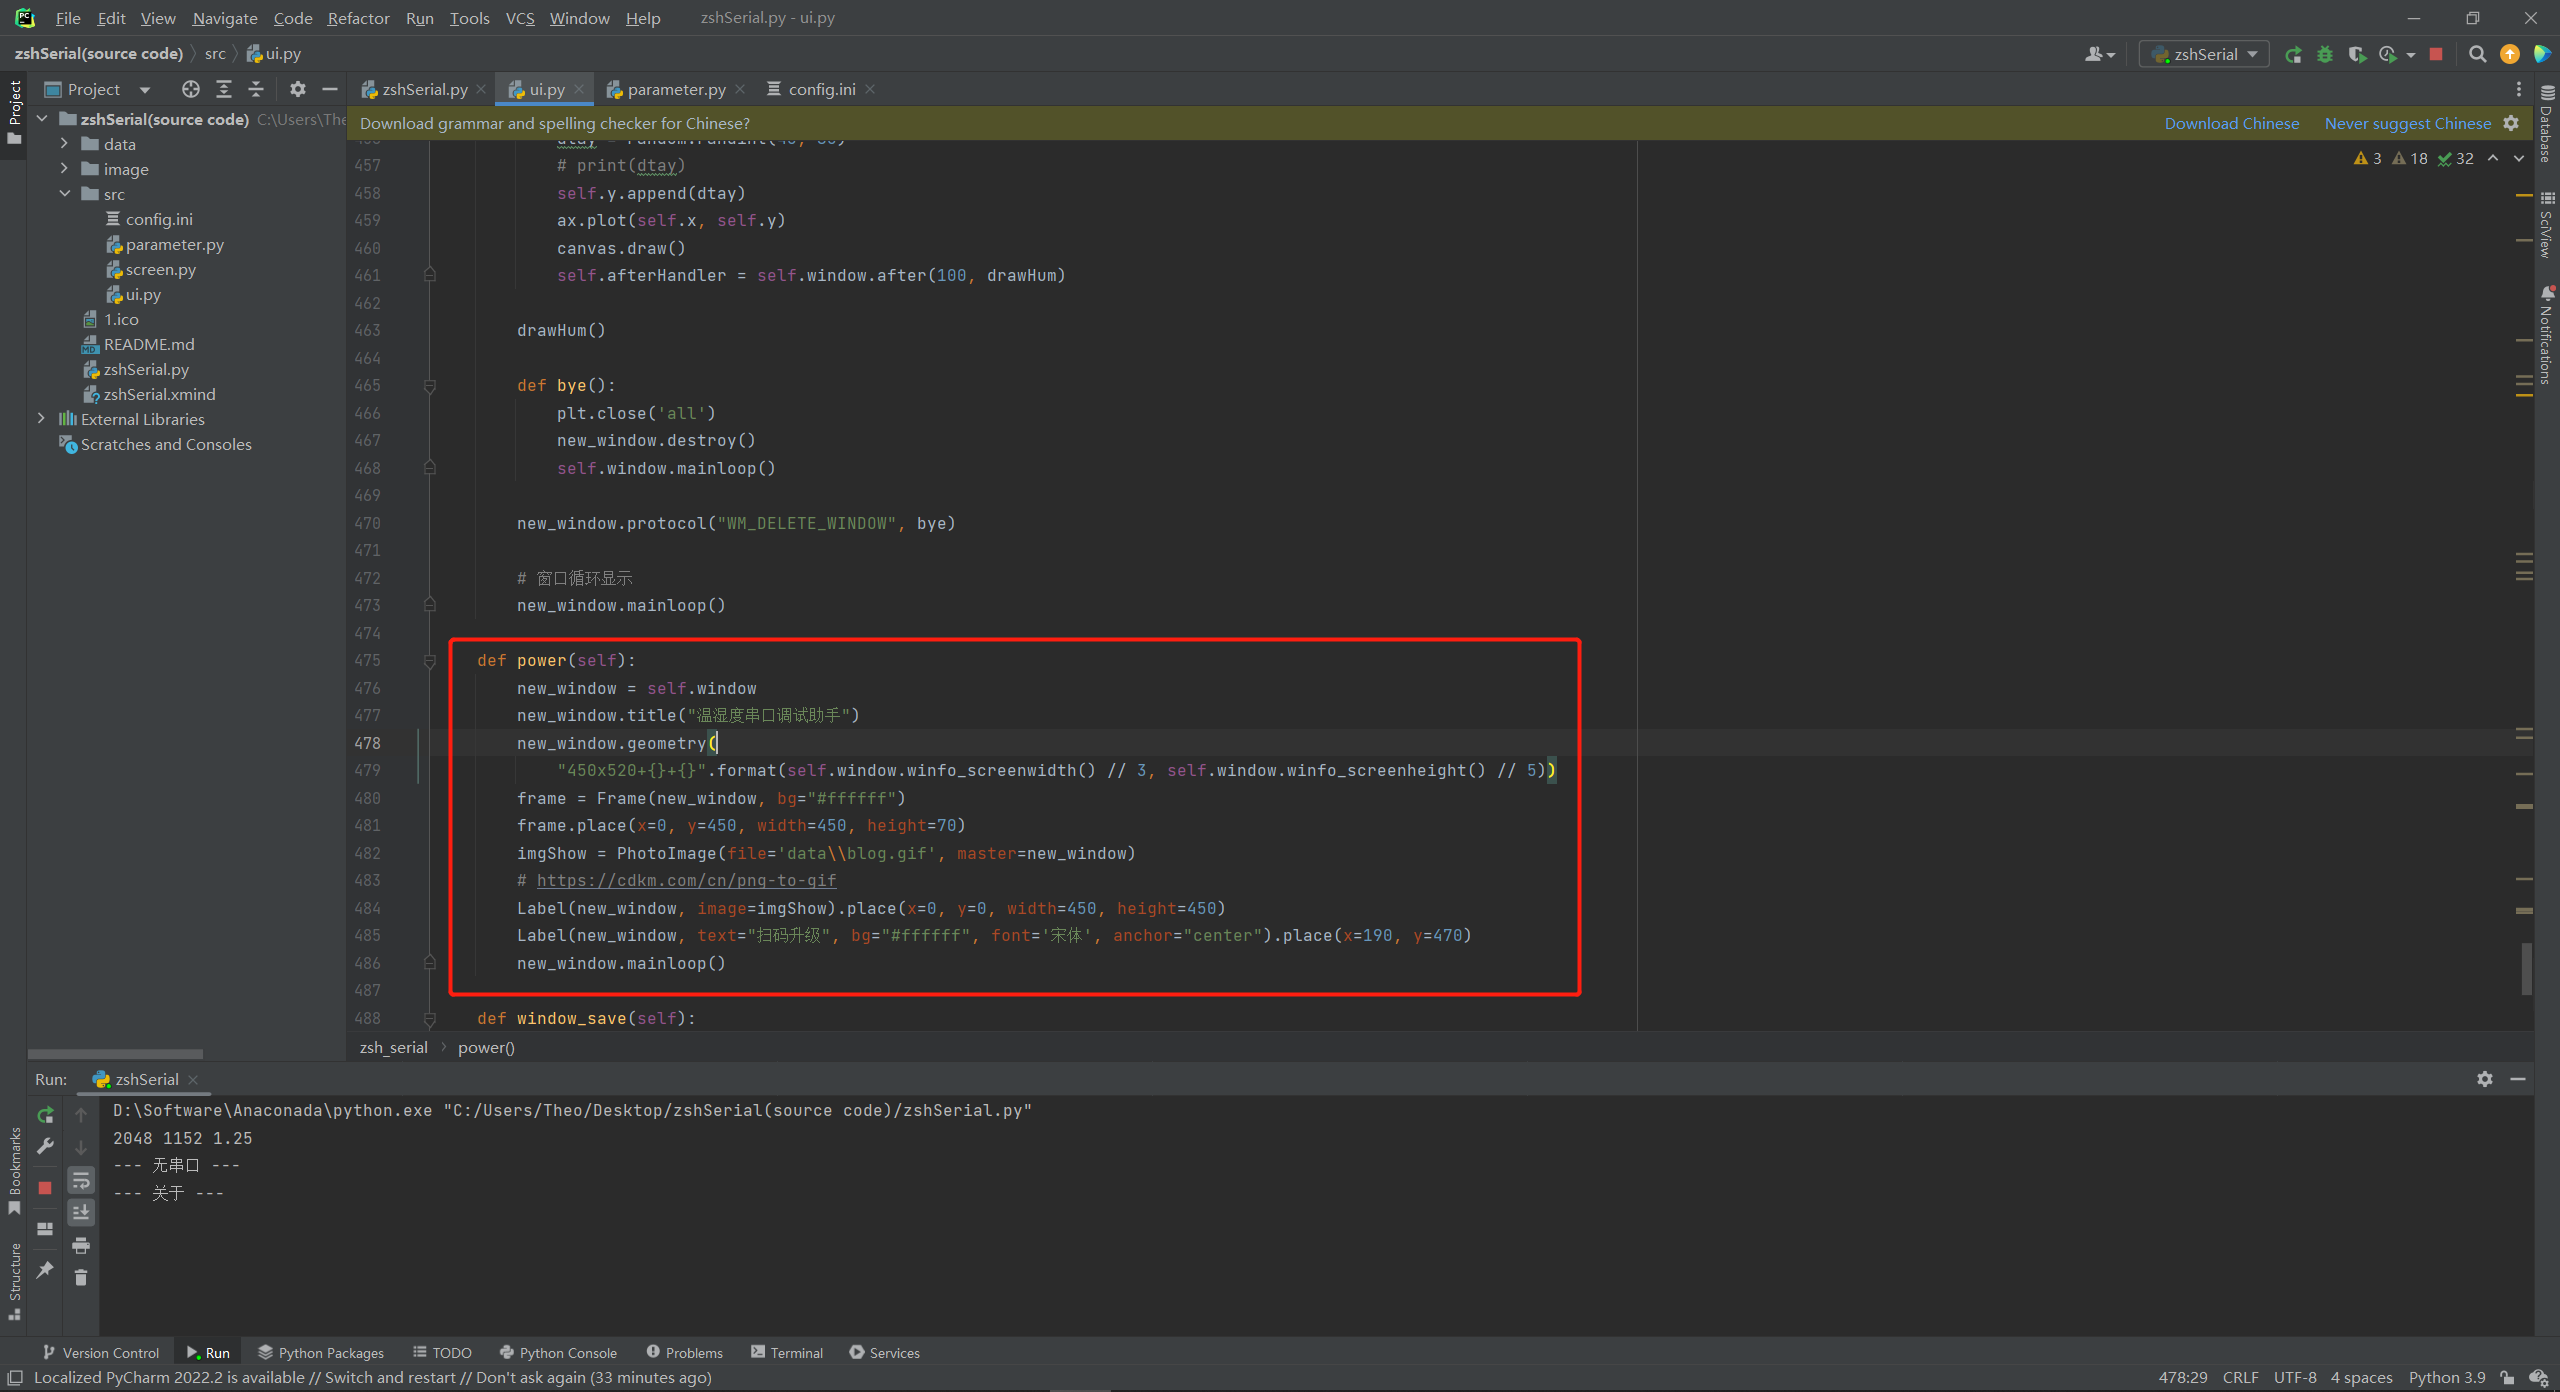 File Edit View Navigate Code Refactor Run Tools VCS Window Help zshSerial.py - ui.py
zshSerial(source code) src ui.py zshSerial
Project zshSerial.py ui.py parameter.py config.ini
Download grammar and spelling checker for Chinese? Download Chinese Never suggest Chinese
3 18 32
Project
zshSerial(source code) C:\Users\The
data
image
src
config.ini
parameter.py
screen.py
ui.py
1.ico
README.md
zshSerial.py
zshSerial.xmind
External Libraries
Scratches and Consoles
457 # print(dtay)
458 self.y.append(dtay)
459 ax.plot(self.x, self.y)
460 canvas.draw()
461 self.afterHandler = self.window.after(100, drawHum)
462
463 drawHum()
464
465 def bye():
466 plt.close('all')
467 new_window.destroy()
468 self.window.mainloop()
469
470 new_window.protocol("WM_DELETE_WINDOW", bye)
471
472 # 窗口循环显示
473 new_window.mainloop()
474
475 def power(self):
476 new_window = self.window
477 new_window.title("温湿度串口调试助手")
478 new_window.geometry(
479 "450x520+{}+{}".format(self.window.winfo_screenwidth() // 3, self.window.winfo_screenheight() // 5))
480 frame = Frame(new_window, bg="#ffffff")
481 frame.place(x=0, y=450, width=450, height=70)
482 imgShow = PhotoImage(file='data\\blog.gif', master=new_window)
483 # https://cdkm.com/cn/png-to-gif
484 Label(new_window, image=imgShow).place(x=0, y=0, width=450, height=450)
485 Label(new_window, text="扫码升级", bg="#ffffff", font='宋体', anchor="center").place(x=190, y=470)
486 new_window.mainloop()
487
488 def window_save(self):
zsh_serial power()
Database
SciView
Notifications
Run: zshSerial
D:\Software\Anaconada\python.exe "C:/Users/Theo/Desktop/zshSerial(source code)/zshSerial.py"
2048 1152 1.25
--- 无串口 ---
--- 关于 ---
Bookmarks
Structure
Version Control Run Python Packages TODO Python Console Problems Terminal Services
Localized PyCharm 2022.2 is available // Switch and restart // Don't ask again (33 minutes ago) 478:29 CRLF UTF-8 4 spaces Python 3.9